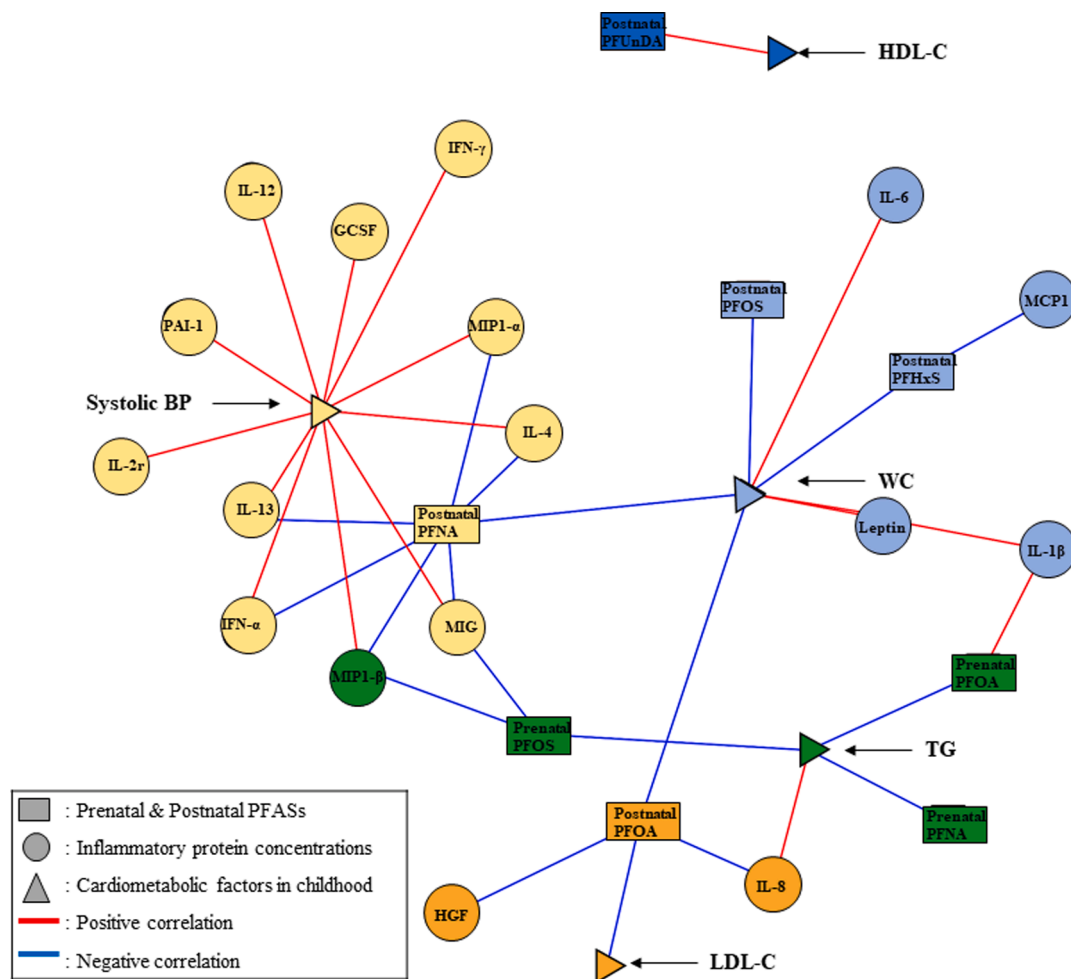 Postnatal
PFUnDA
HDL-C
IFN-γ
IL-12
IL-6
GCSF
Postnatal
PFOS
MCP1
PAI-1
MIP1-α
Postnatal
PFHxS
Systolic BP
IL-4
IL-2r
WC
IL-13
Postnatal
PFNA
Leptin
IL-1β
IFN-α
MIG
MIP1-β
Prenatal
PFOA
Prenatal
PFOS
TG
Postnatal
PFOA
Prenatal
PFNA
IL-8
HGF
LDL-C
: Prenatal & Postnatal PFASs
: Inflammatory protein concentrations
: Cardiometabolic factors in childhood
: Positive correlation
: Negative correlation